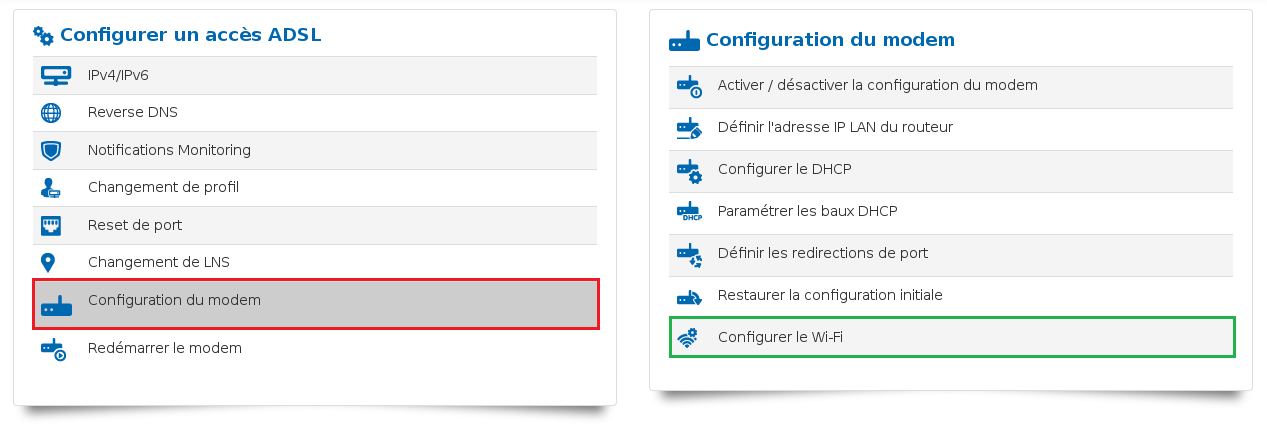 Configurer un accès ADSL
IPv4/IPv6
Reverse DNS
Notifications Monitoring
Changement de profil
Reset de port
Changement de LNS
Configuration du modem
Redémarrer le modem
Configuration du modem
Activer / désactiver la configuration du modem
Définir l'adresse IP LAN du routeur
Configurer le DHCP
DHCP
Paramétrer les baux DHCP
Définir les redirections de port
Restaurer la configuration initiale
Configurer le Wi-Fi